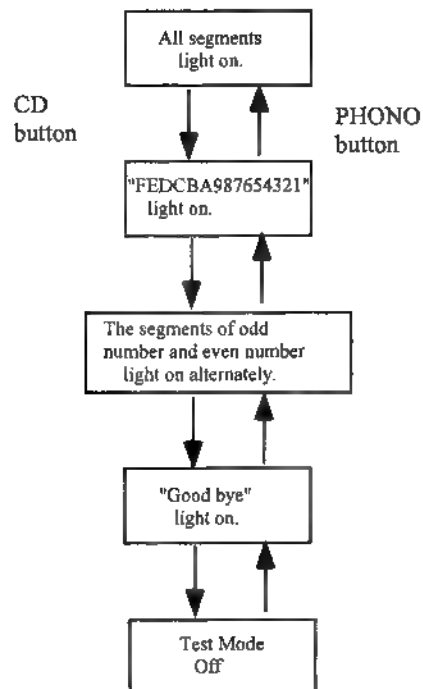 All segments
light on.
CD
button
PHONO
button
"FEDCBA987654321"
light on.
The segments of odd
number and even number
light on alternately.
"Good bye"
light on.
Test Mode
Off